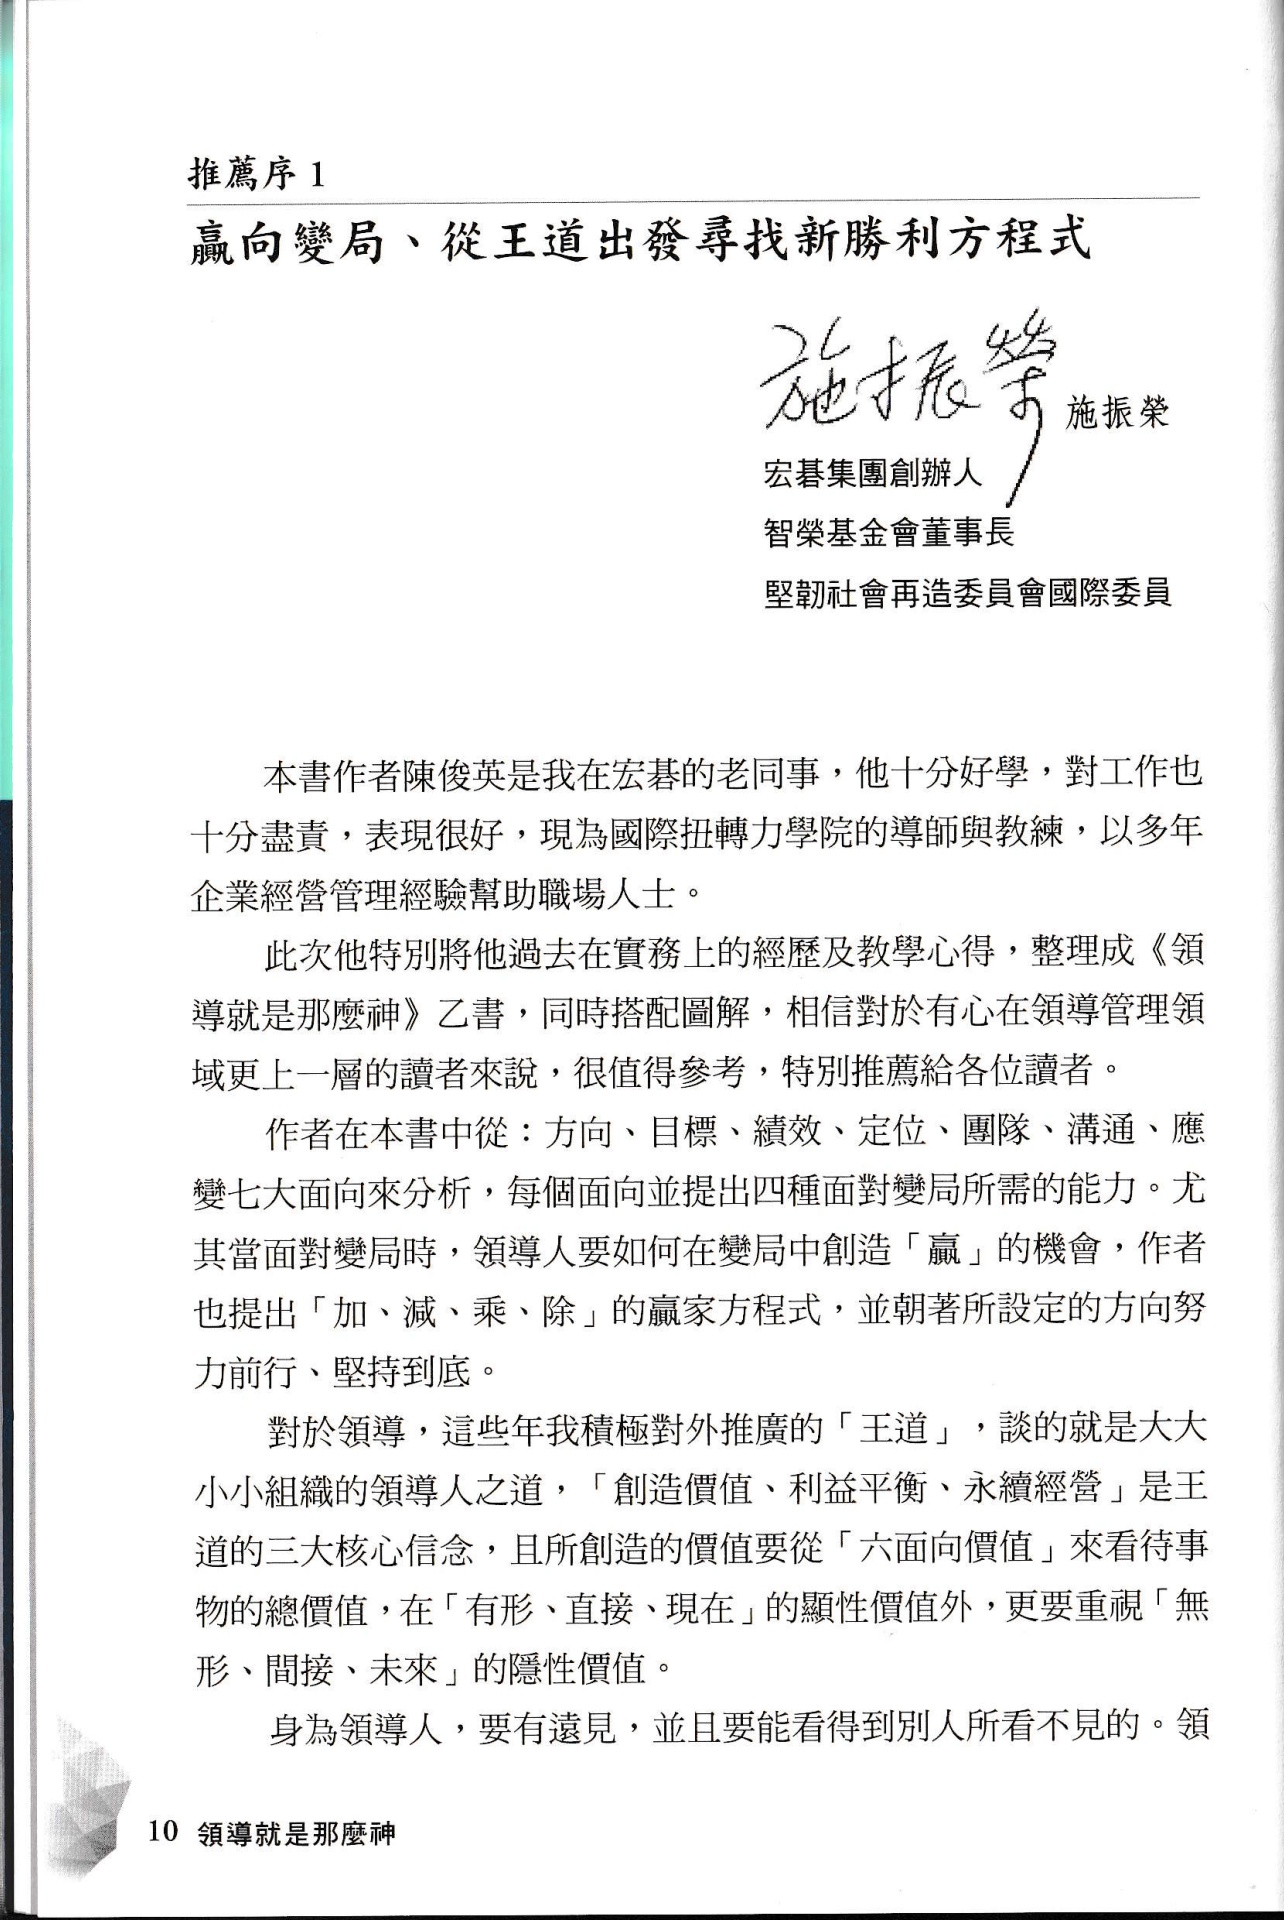 推薦序 1
贏向變局、從王道出發尋找新勝利方程式
施振榮 施振榮
宏碁集團創辦人
智榮基金會董事長
堅韌社會再造委員會國際委員
本書作者陳俊英是我在宏碁的老同事，他十分好學，對工作也
十分盡責，表現很好，現為國際扭轉力學院的導師與教練，以多年
企業經營管理經驗幫助職場人士。
此次他特別將他過去在實務上的經歷及教學心得，整理成《領
導就是那麼神》乙書，同時搭配圖解，相信對於有心在領導管理領
域更上一層的讀者來說，很值得參考，特別推薦給各位讀者。
作者在本書中從：方向、目標、績效、定位、團隊、溝通、應
變七大面向來分析，每個面向並提出四種面對變局所需的能力。尤
其當面對變局時，領導人要如何在變局中創造「贏」的機會，作者
也提出「加、減、乘、除」的贏家方程式，並朝著所設定的方向努
力前行、堅持到底。
對於領導，這些年我積極對外推廣的「王道」，談的就是大大
小小組織的領導人之道，「創造價值、利益平衡、永續經營」是王
道的三大核心信念，且所創造的價值要從「六面向價值」來看待事
物的總價值，在「有形、直接、現在」的顯性價值外，更要重視「無
形、間接、未來」的隱性價值。
身為領導人，要有遠見，並且要能看得到別人所看不見的。領
10 領導就是那麼神